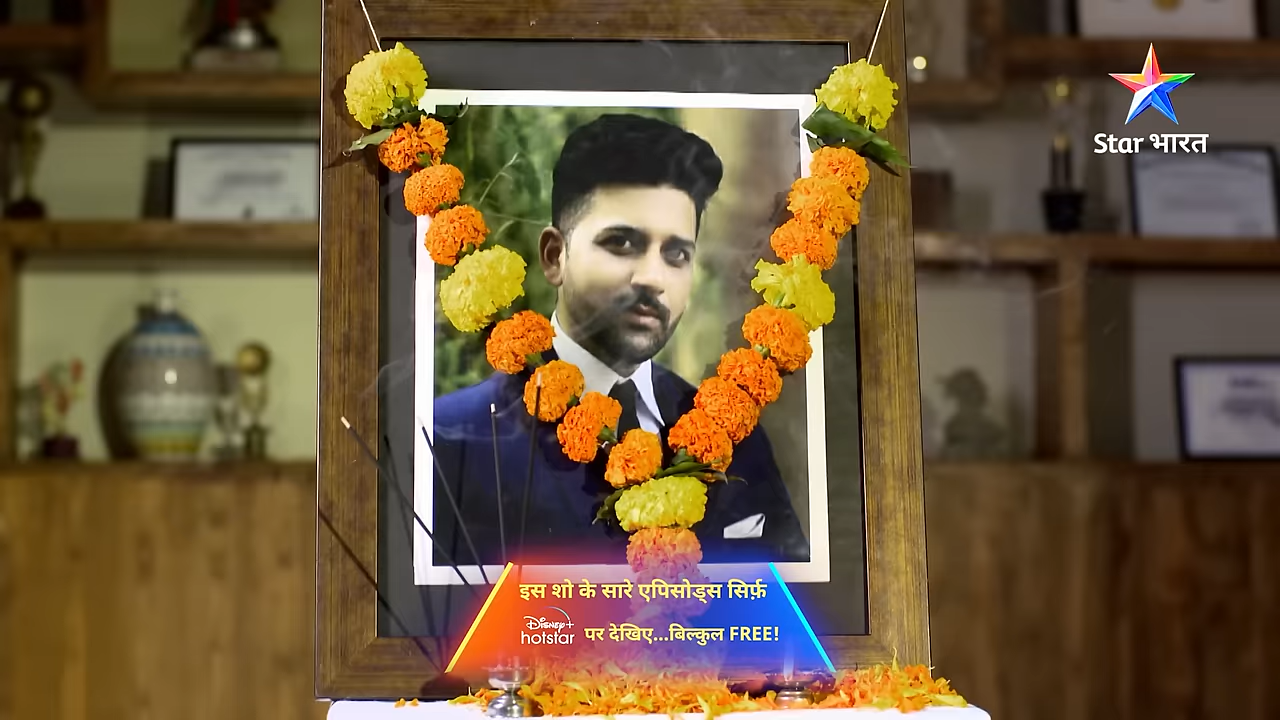 Star भारत
इस शो के सारे एपिसोड्स सिर्फ़
Disney+ hotstar पर देखिए...बिल्कुल FREE!